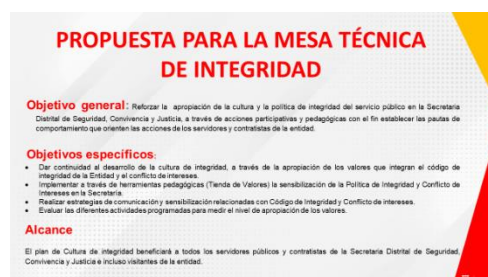 PROPUESTA PARA LA MESA TÉCNICA
DE INTEGRIDAD
Objetivo general: Reforzar la apropiación de la cultura y la política de integridad del servicio público en la Secretaria
Distrital de Seguridad, Convivencia y Justicia, a través de acciones participativas y pedagógicas con el fin establecer las pautas de
comportamiento que orienten las acciones de los servidores y contratistas de la entidad.
Objetivos específicos:
• Dar continuidad al desarrollo de la cultura de integridad, a través de la apropiación de los valores que integran el código de
integridad de la Entidad y el conflicto de intereses.
• Implementar a través de herramientas pedagógicas (Tienda de Valores) la sensibilización de la Política de Integridad y Conflicto de
Intereses en la Secretaría.
• Realizar estrategias de comunicación y sensibilización relacionadas con Código de Integridad y Conflicto de intereses.
• Evaluar las diferentes actividades programadas para medir el nivel de apropiación de los valores.
Alcance
El plan de Cultura de integridad beneficiará a todos los servidores públicos y contratistas de la Secretaria Distrital de Seguridad,
Convivencia y Justicia e incluso visitantes de la entidad.